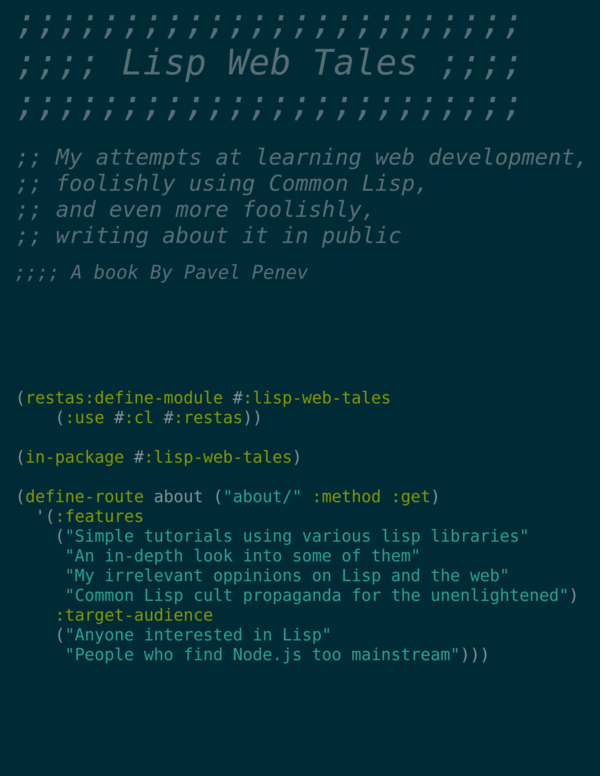 ;;;;;;;;;;;;;;;;;;;;;;;;
;;;; Lisp Web Tales ;;;;
;;;;;;;;;;;;;;;;;;;;;;;;
;; My attempts at learning web development,
;; foolishly using Common Lisp,
;; and even more foolishly,
;; writing about it in public
;;;; A book By Pavel Penev
(restas:define-module #:lisp-web-tales
    (:use #:cl #:restas))
(in-package #:lisp-web-tales)
(define-route about ("about/" :method :get)
  '(:features
    ("Simple tutorials using various lisp libraries"
     "An in-depth look into some of them"
     "My irrelevant oppinions on Lisp and the web"
     "Common Lisp cult propaganda for the unenlightened")
    :target-audience
    ("Anyone interested in Lisp"
     "People who find Node.js too mainstream")))